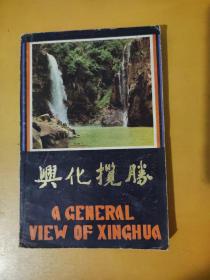 興化攬勝
A GENERAL
VIEW OF XINGHUA